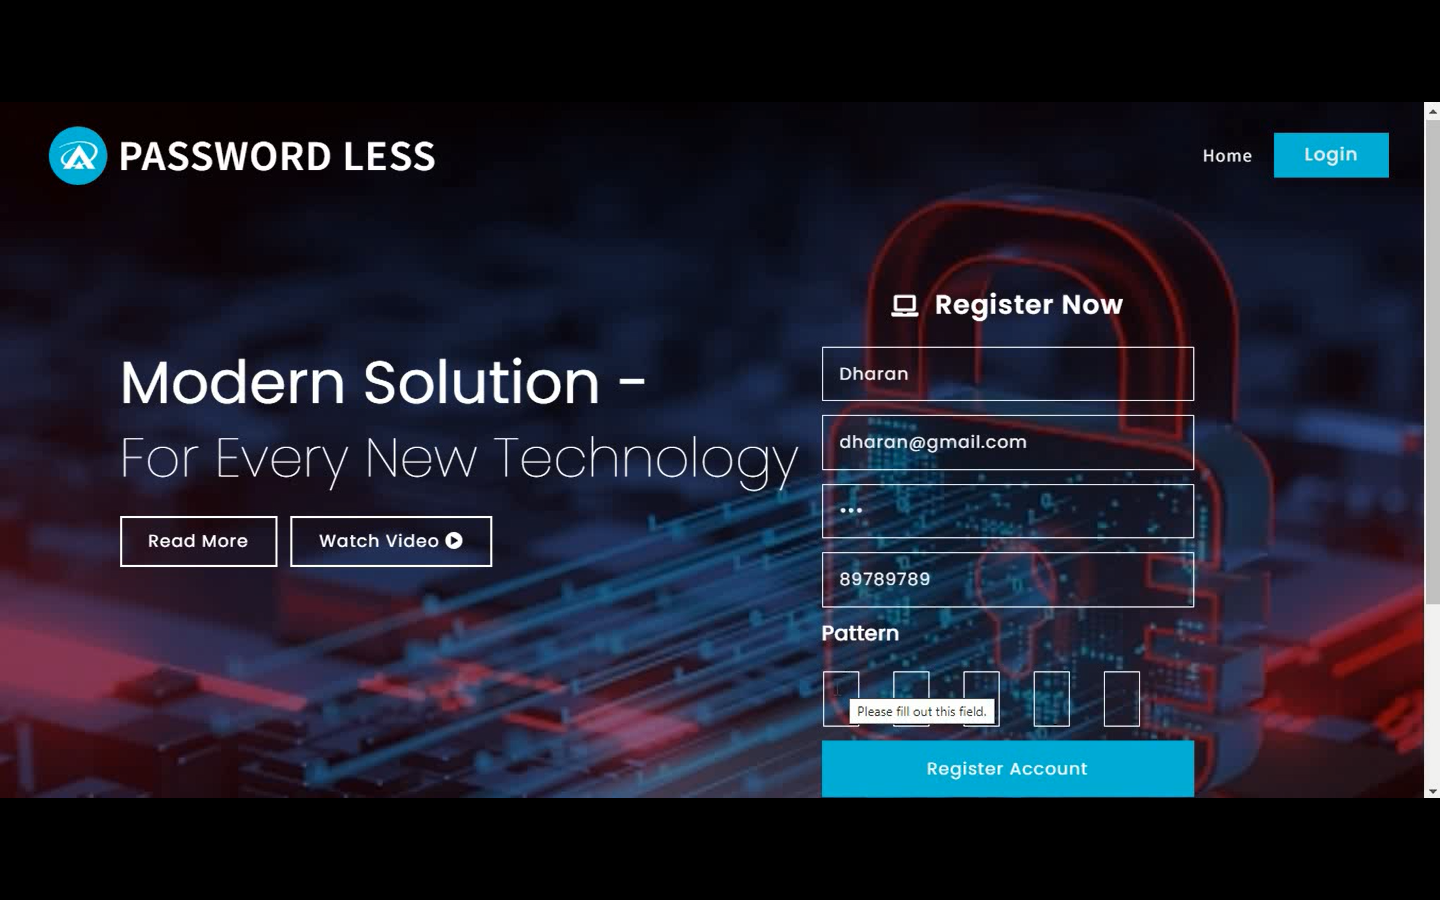 PASSWORD LESS
Home
Login
Register Now
Dharan
Modern Solution -
dharan@gmail.com
For Every New Technology
•••
Read More
Watch Video
89789789
Pattern
Please fill out this field.
Register Account